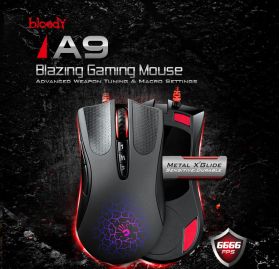 bloody
A9
Blazing Gaming Mouse
Advanced Weapon Tuning & Macro Settings
Metal X'Glide
Sensitive:Durable
6666
FPS